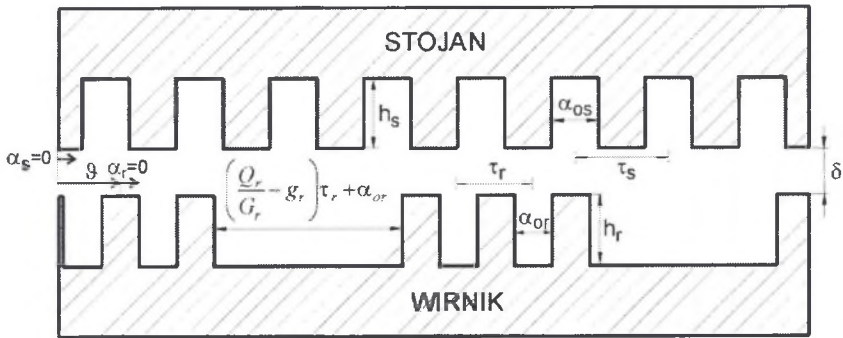 STOJAN
h_s
α_os
α_s=0
ϑ α_r=0
(Q_r/G_r - g_r) τ_r + α_or
τ_r
τ_s
δ
α_or
h_r
WIRNIK